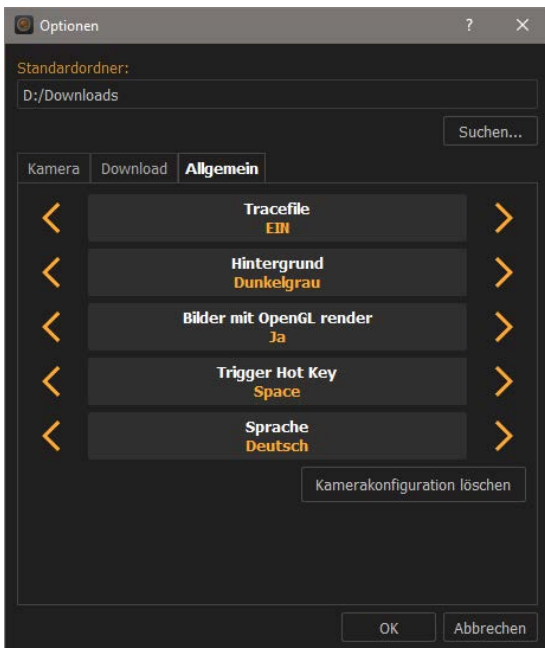 Optionen
Standardordner:
D:/Downloads
Suchen...
Kamera Download Allgemein
Tracefile
EIN
Hintergrund
Dunkelgrau
Bilder mit OpenGL render
Ja
Trigger Hot Key
Space
Sprache
Deutsch
Kamerakonfiguration löschen
OK Abbrechen